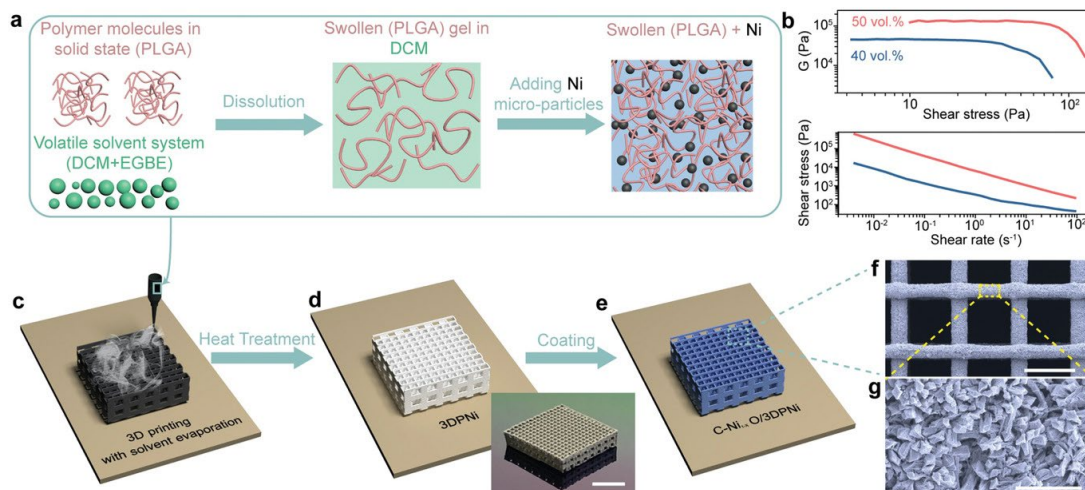 a
Polymer molecules in
solid state (PLGA)
Volatile solvent system
(DCM+EGBE)
Dissolution
Swollen (PLGA) gel in
DCM
Adding Ni
micro-particles
Swollen (PLGA) + Ni
b
50 vol.%
40 vol.%
G (Pa)
10⁵
10⁴
10
10²
Shear stress (Pa)
Shear stress (Pa)
10⁵
10⁴
10³
10²
10⁻²
10⁻¹
10⁰
10¹
10²
Shear rate (s⁻¹)
c
3D printing
with solvent evaporation
Heat Treatment
d
3DPNi
Coating
e
C-Ni₁₋ₓO/3DPNi
f
g